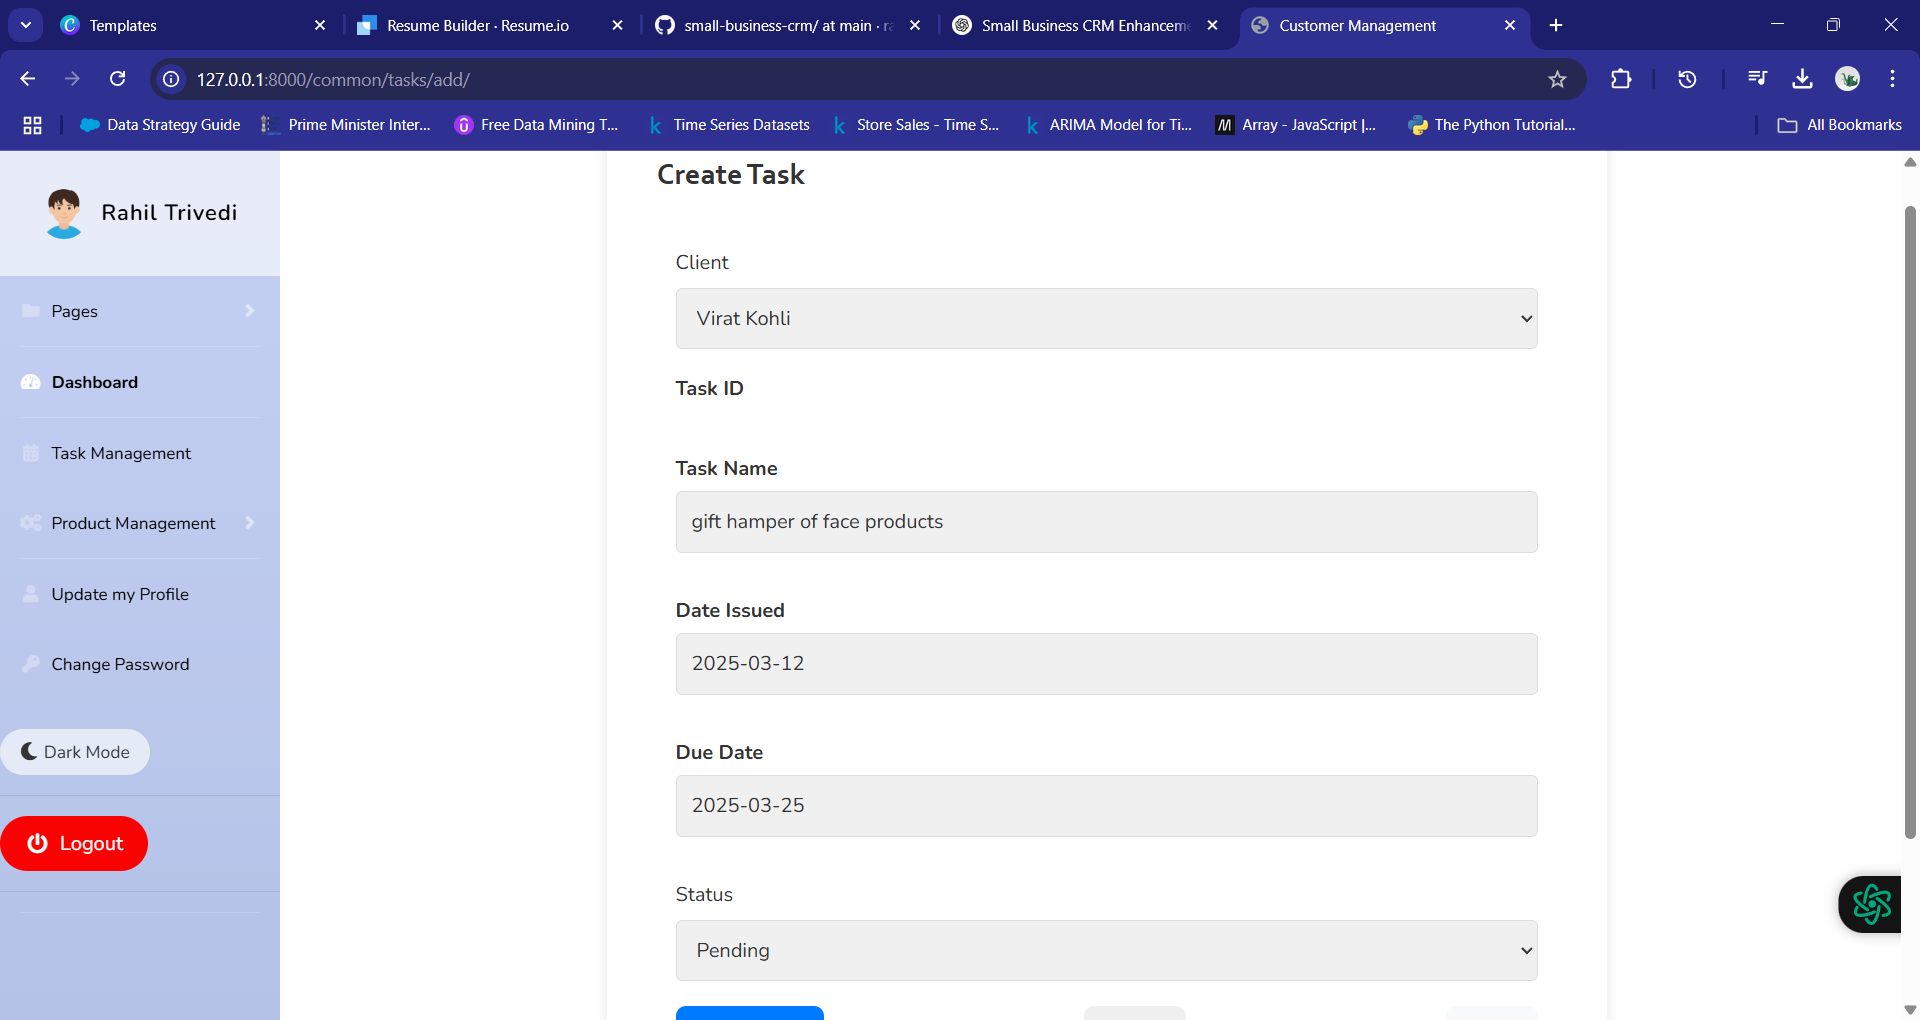 Templates
Resume Builder · Resume.io
small-business-crm/ at main · ra
Small Business CRM Enhanceme
Customer Management
127.0.0.1:8000/common/tasks/add/
Data Strategy Guide
Prime Minister Inter...
Free Data Mining T...
Time Series Datasets
Store Sales - Time S...
ARIMA Model for Ti...
Array - JavaScript |...
The Python Tutorial...
All Bookmarks
Rahil Trivedi
Pages
Dashboard
Task Management
Product Management
Update my Profile
Change Password
Dark Mode
Logout
Create Task
Client
Virat Kohli
Task ID
Task Name
gift hamper of face products
Date Issued
2025-03-12
Due Date
2025-03-25
Status
Pending